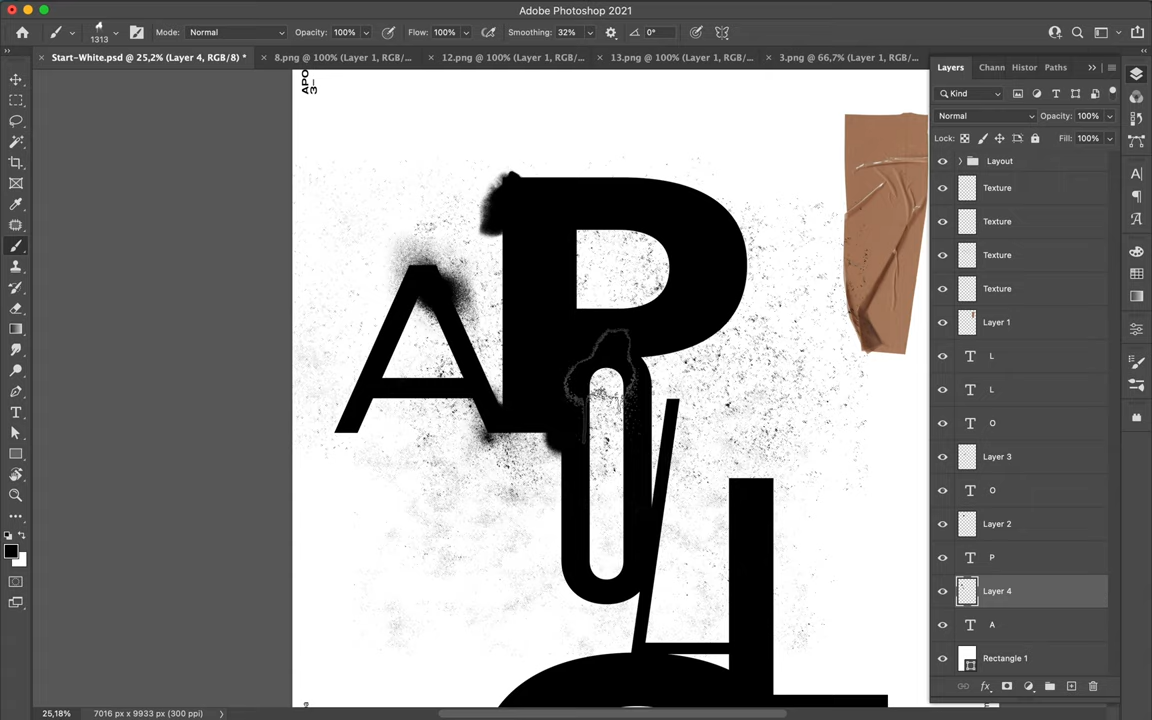 Adobe Photoshop 2021
1313
Mode: Normal
Opacity: 100%
Flow: 100%
Smoothing: 32%
0°
Start-White.psd @ 25,2% (Layer 4, RGB/8) *
8.png @ 100% (Layer 1, RGB/...
12.png @ 100% (Layer 1, RGB/...
13.png @ 100% (Layer 1, RGB/...
3.png @ 66,7% (Layer 1, RGB/...
Layers
Chann
Histor
Paths
Kind
Normal
Opacity: 100%
Lock:
Fill: 100%
Layout
Texture
Texture
Texture
Texture
Layer 1
L
L
O
Layer 3
O
Layer 2
P
Layer 4
A
Rectangle 1
APO
3–
A
P
O
L
L
25,18%
7016 px x 9933 px (300 ppi)